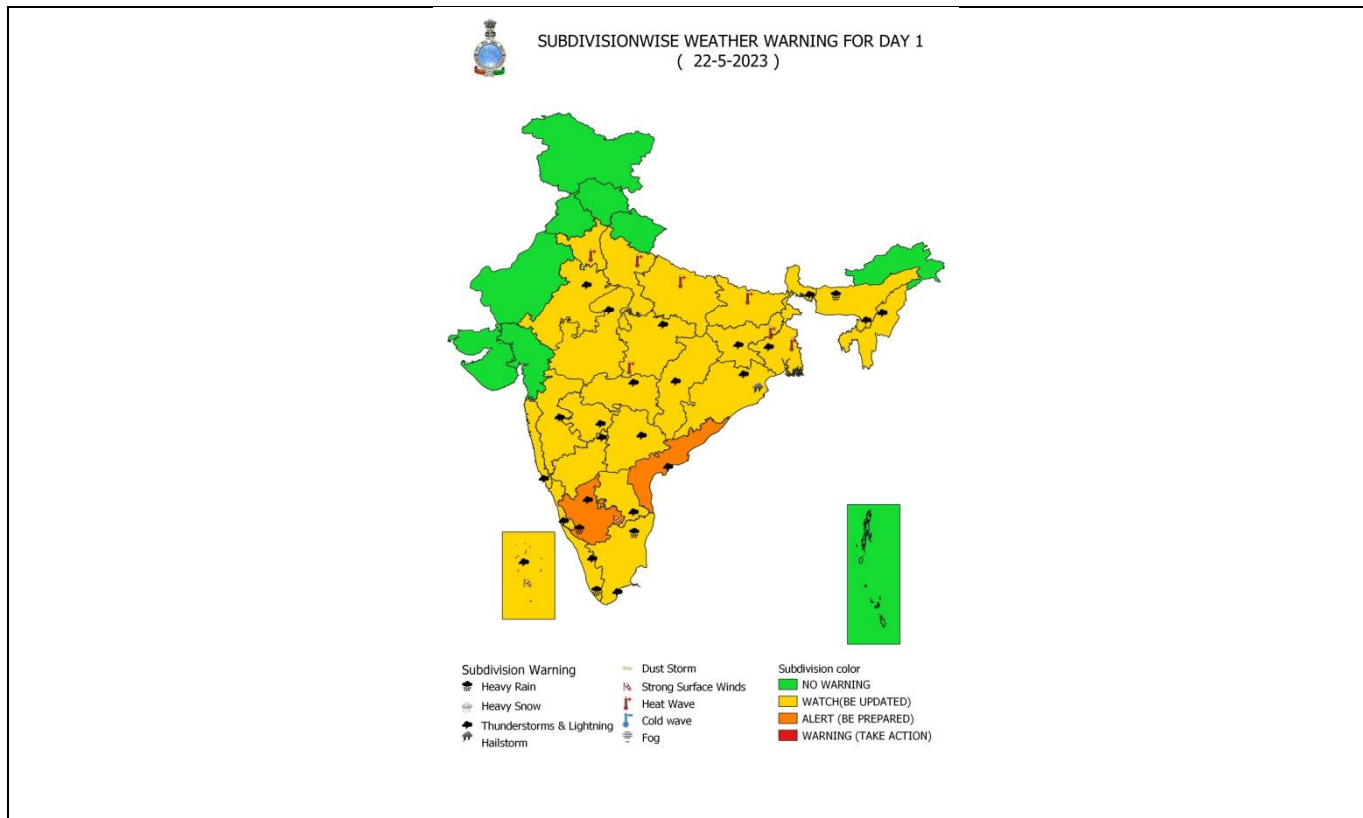 SUBDIVISIONWISE WEATHER WARNING FOR DAY 1
( 22-5-2023 )
Subdivision Warning
Heavy Rain
Heavy Snow
Thunderstorms & Lightning
Hailstorm
Dust Storm
Strong Surface Winds
Heat Wave
Cold wave
Fog
Subdivision color
NO WARNING
WATCH(BE UPDATED)
ALERT (BE PREPARED)
WARNING (TAKE ACTION)